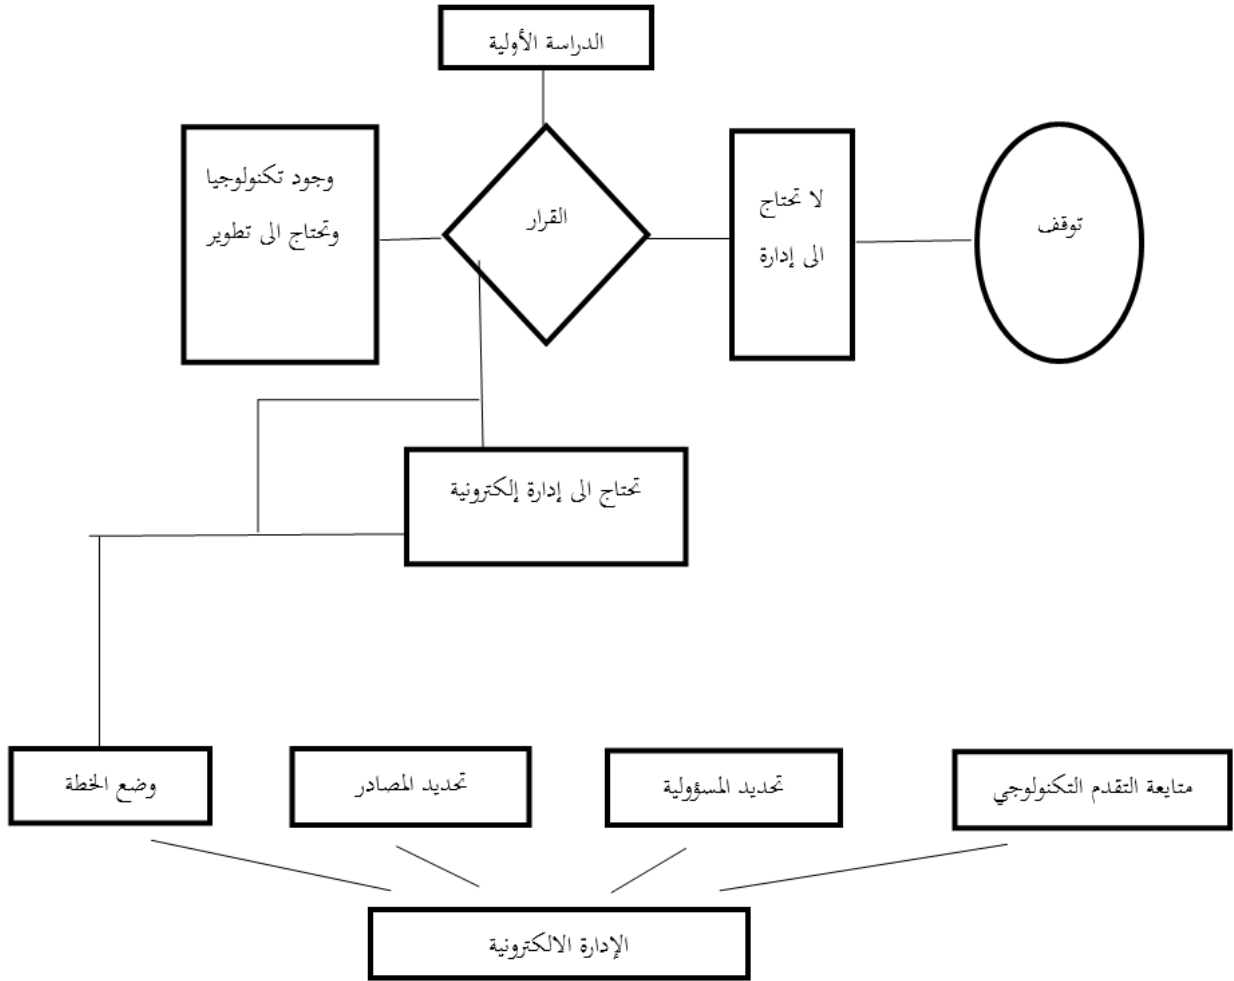 الدراسة الأولية
وجود تكنولوجيا
وتحتاج الى تطوير
القرار
لا تحتاج
الى إدارة
توقف
تحتاج الى إدارة إلكترونية
وضع الخطة
تحديد المصادر
تحديد المسؤولية
متايعة التقدم التكنولوجي
الإدارة الالكترونية